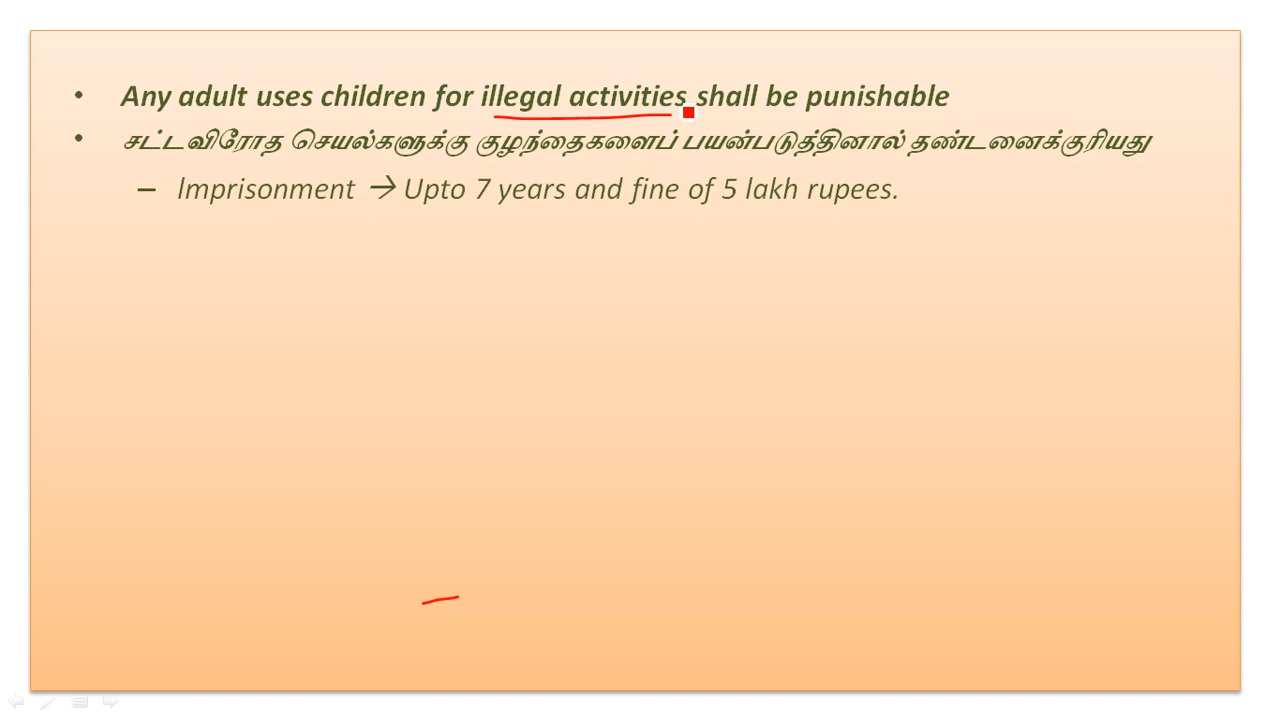 • Any adult uses children for illegal activities shall be punishable
• சட்டவிரோத செயல்களுக்கு குழந்தைகளைப் பயன்படுத்தினால் தண்டனைக்குரியது
– Imprisonment → Upto 7 years and fine of 5 lakh rupees.